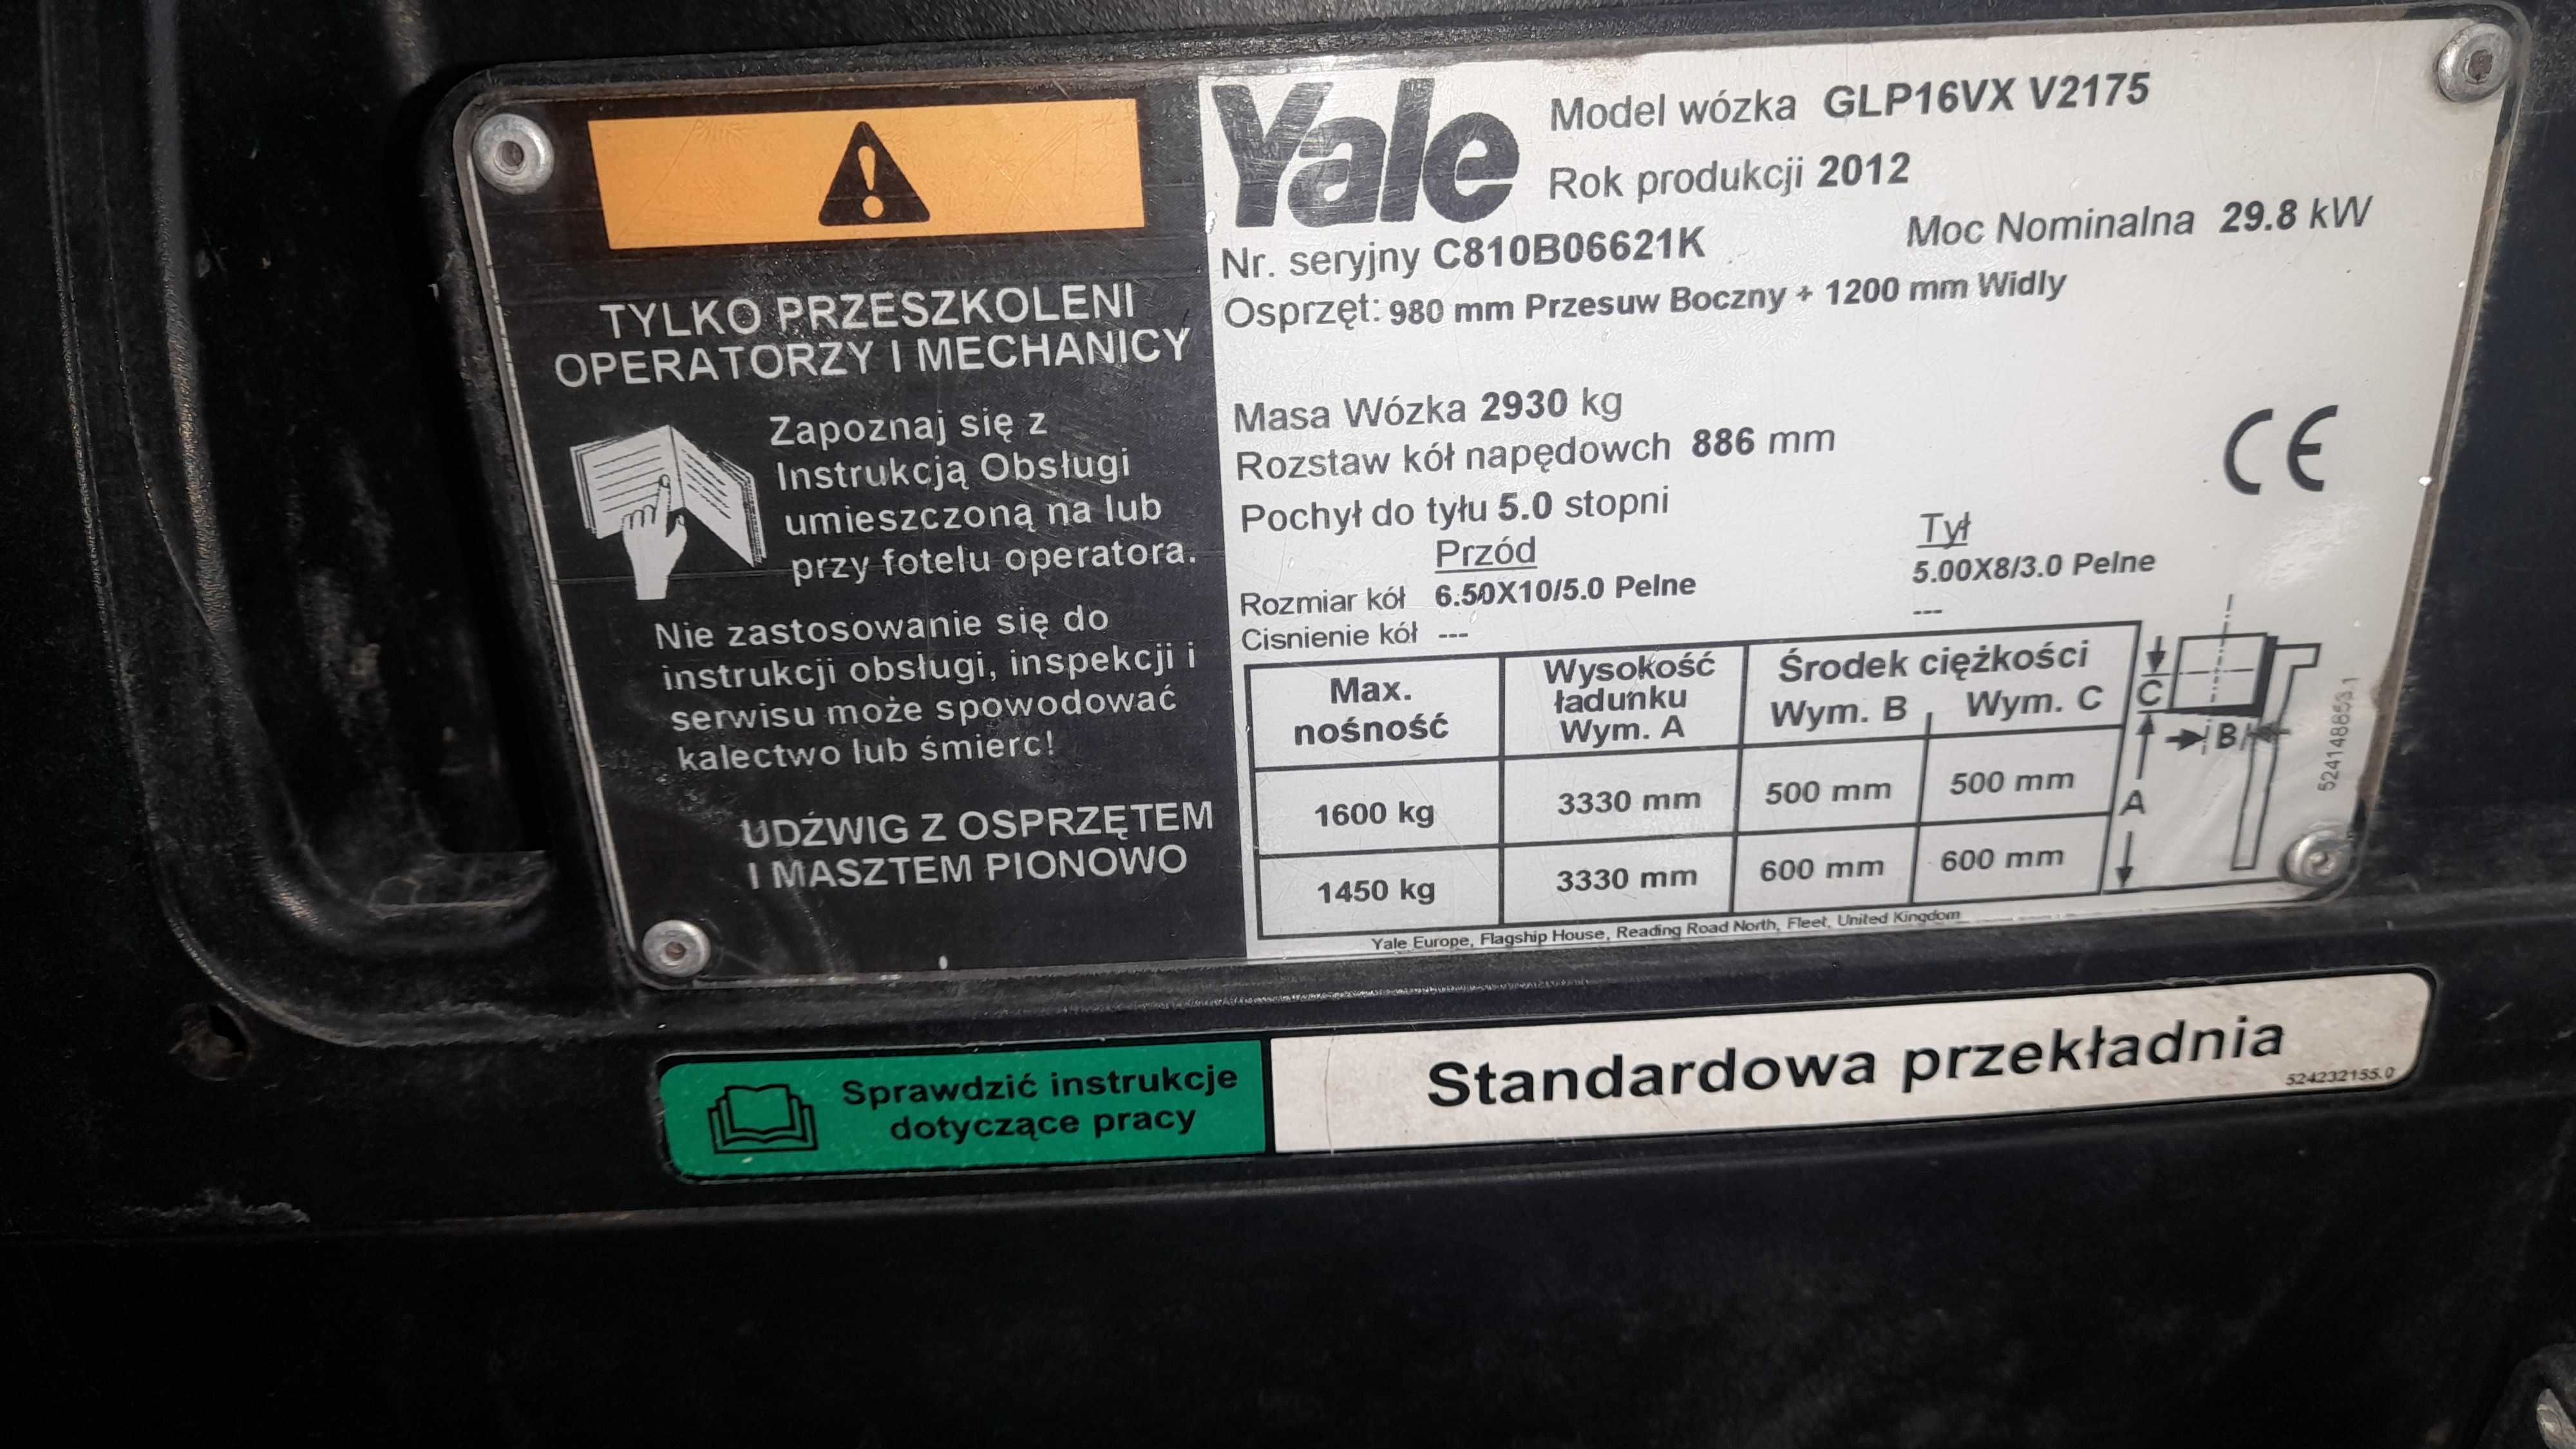 TYLKO PRZESZKOLENI
OPERATORZY I MECHANICY
Zapoznaj się z
Instrukcją Obsługi
umieszczoną na lub
przy fotelu operatora.
Nie zastosowanie się do
instrukcji obsługi, inspekcji i
serwisu może spowodować
kalectwo lub śmierc!
UDŹWIG Z OSPRZĘTEM
I MASZTEM PIONOWO
Yale
Model wózka GLP16VX V2175
Rok produkcji 2012
Nr. seryjny C810B06621K Moc Nominalna 29.8 kW
Osprzęt: 980 mm Przesuw Boczny + 1200 mm Widly
Masa Wózka 2930 kg
Rozstaw kół napędowch 886 mm
CE
Pochył do tyłu 5.0 stopni
Przód Tył
Rozmiar kół 6.50X10/5.0 Pelne 5.00X8/3.0 Pelne
Cisnienie kół --- ---
Max. nośność Wysokość ładunku Wym. A Środek ciężkości Wym. B Wym. C
1600 kg 3330 mm 500 mm 500 mm
1450 kg 3330 mm 600 mm 600 mm
C
B
A
524148853.1
Yale Europe, Flagship House, Reading Road North, Fleet, United Kingdom
Sprawdzić instrukcje
dotyczące pracy
Standardowa przekładnia
524232155.0